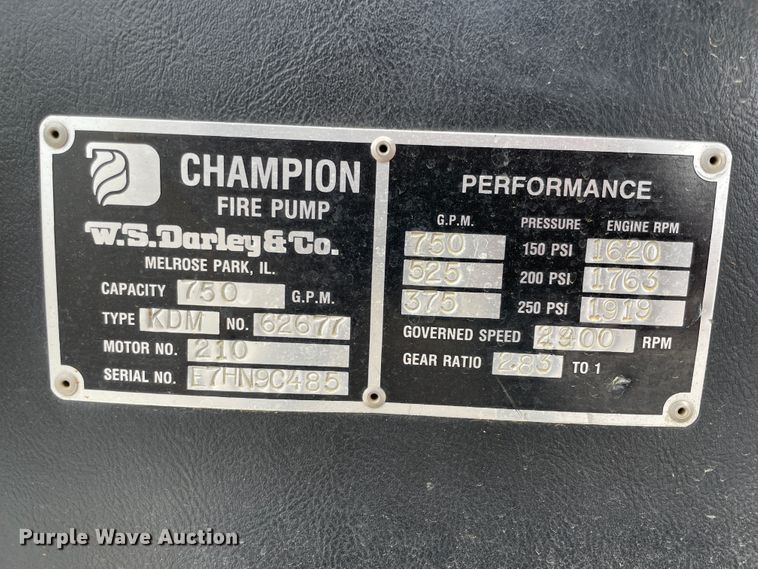 CHAMPION
FIRE PUMP
W.S. Darley & Co.
MELROSE PARK, IL.
CAPACITY 750 G.P.M.
TYPE KDM NO. 62677
MOTOR NO. 210
SERIAL NO. E7HN9C485
PERFORMANCE
G.P.M. PRESSURE ENGINE RPM
750 150 PSI 1620
525 200 PSI 1763
375 250 PSI 1919
GOVERNED SPEED RPM
GEAR RATIO 2.83 TO 1
Purple Wave Auction.